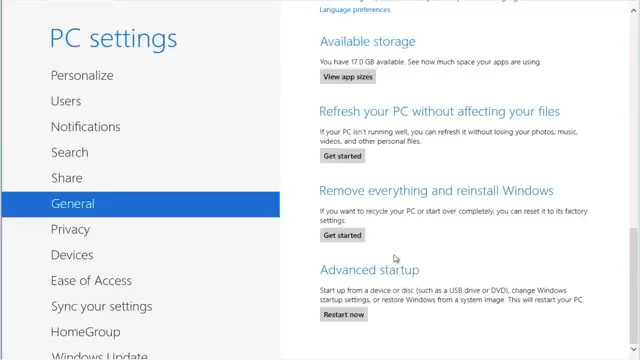 PC settings
Personalize
Users
Notifications
Search
Share
General
Privacy
Devices
Ease of Access
Sync your settings
HomeGroup
Windows Update
Language preferences
Available storage
You have 17.0 GB available. See how much space your apps are using.
View app sizes
Refresh your PC without affecting your files
If your PC isn't running well, you can refresh it without losing your photos, music,
videos, and other personal files.
Get started
Remove everything and reinstall Windows
If you want to recycle your PC or start over completely, you can reset it to its factory
settings.
Get started
Advanced startup
Start up from a device or disc (such as a USB drive or DVD), change Windows
startup settings, or restore Windows from a system image. This will restart your PC.
Restart now